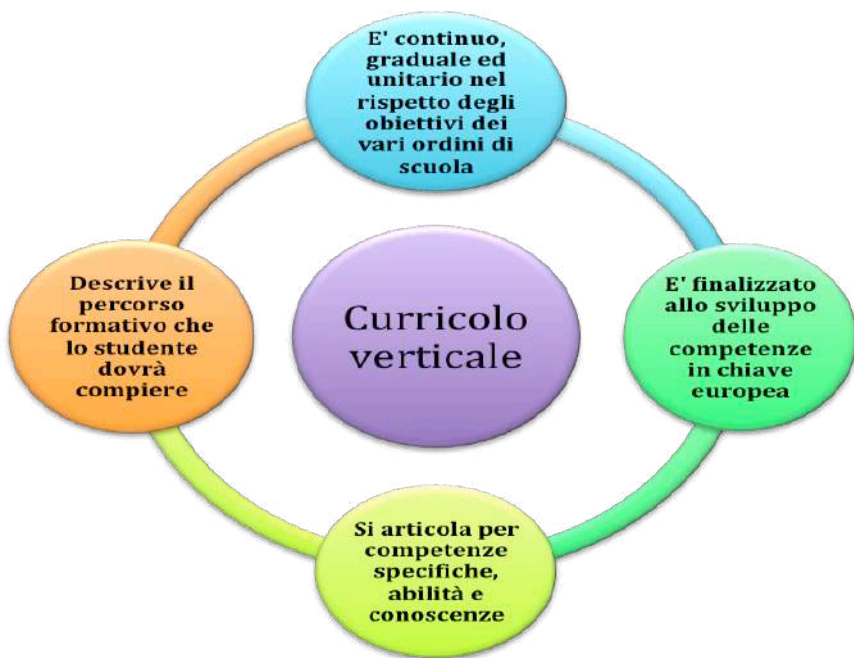 E' continuo,
graduale ed
unitario nel
rispetto degli
obiettivi dei
vari ordini di
scuola
Descrive il
percorso
formativo che
lo studente
dovrà
compiere
Curricolo
verticale
E' finalizzato
allo sviluppo
delle
competenze
in chiave
europea
Si articola per
competenze
specifiche,
abilità e
conoscenze